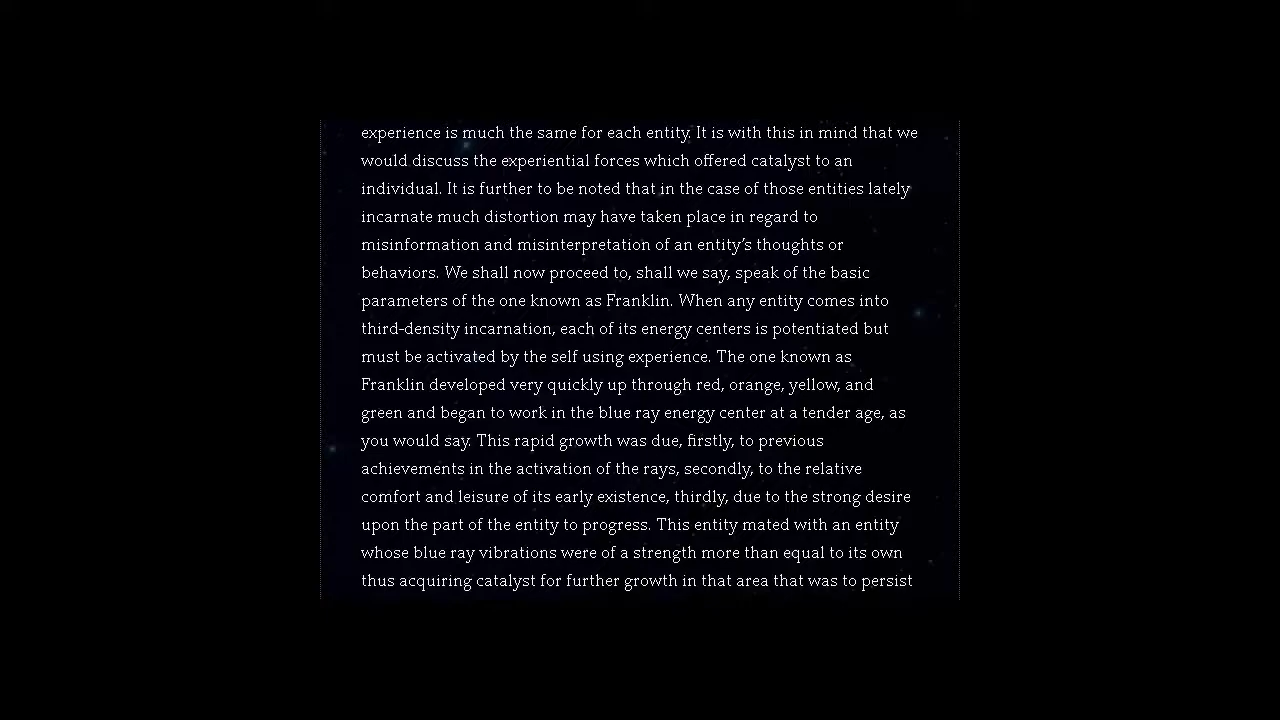 experience is much the same for each entity. It is with this in mind that we
would discuss the experiential forces which offered catalyst to an
individual. It is further to be noted that in the case of those entities lately
incarnate much distortion may have taken place in regard to
misinformation and misinterpretation of an entity’s thoughts or
behaviors. We shall now proceed to, shall we say, speak of the basic
parameters of the one known as Franklin. When any entity comes into
third-density incarnation, each of its energy centers is potentiated but
must be activated by the self using experience. The one known as
Franklin developed very quickly up through red, orange, yellow, and
green and began to work in the blue ray energy center at a tender age, as
you would say. This rapid growth was due, firstly, to previous
achievements in the activation of the rays, secondly, to the relative
comfort and leisure of its early existence, thirdly, due to the strong desire
upon the part of the entity to progress. This entity mated with an entity
whose blue ray vibrations were of a strength more than equal to its own
thus acquiring catalyst for further growth in that area that was to persist